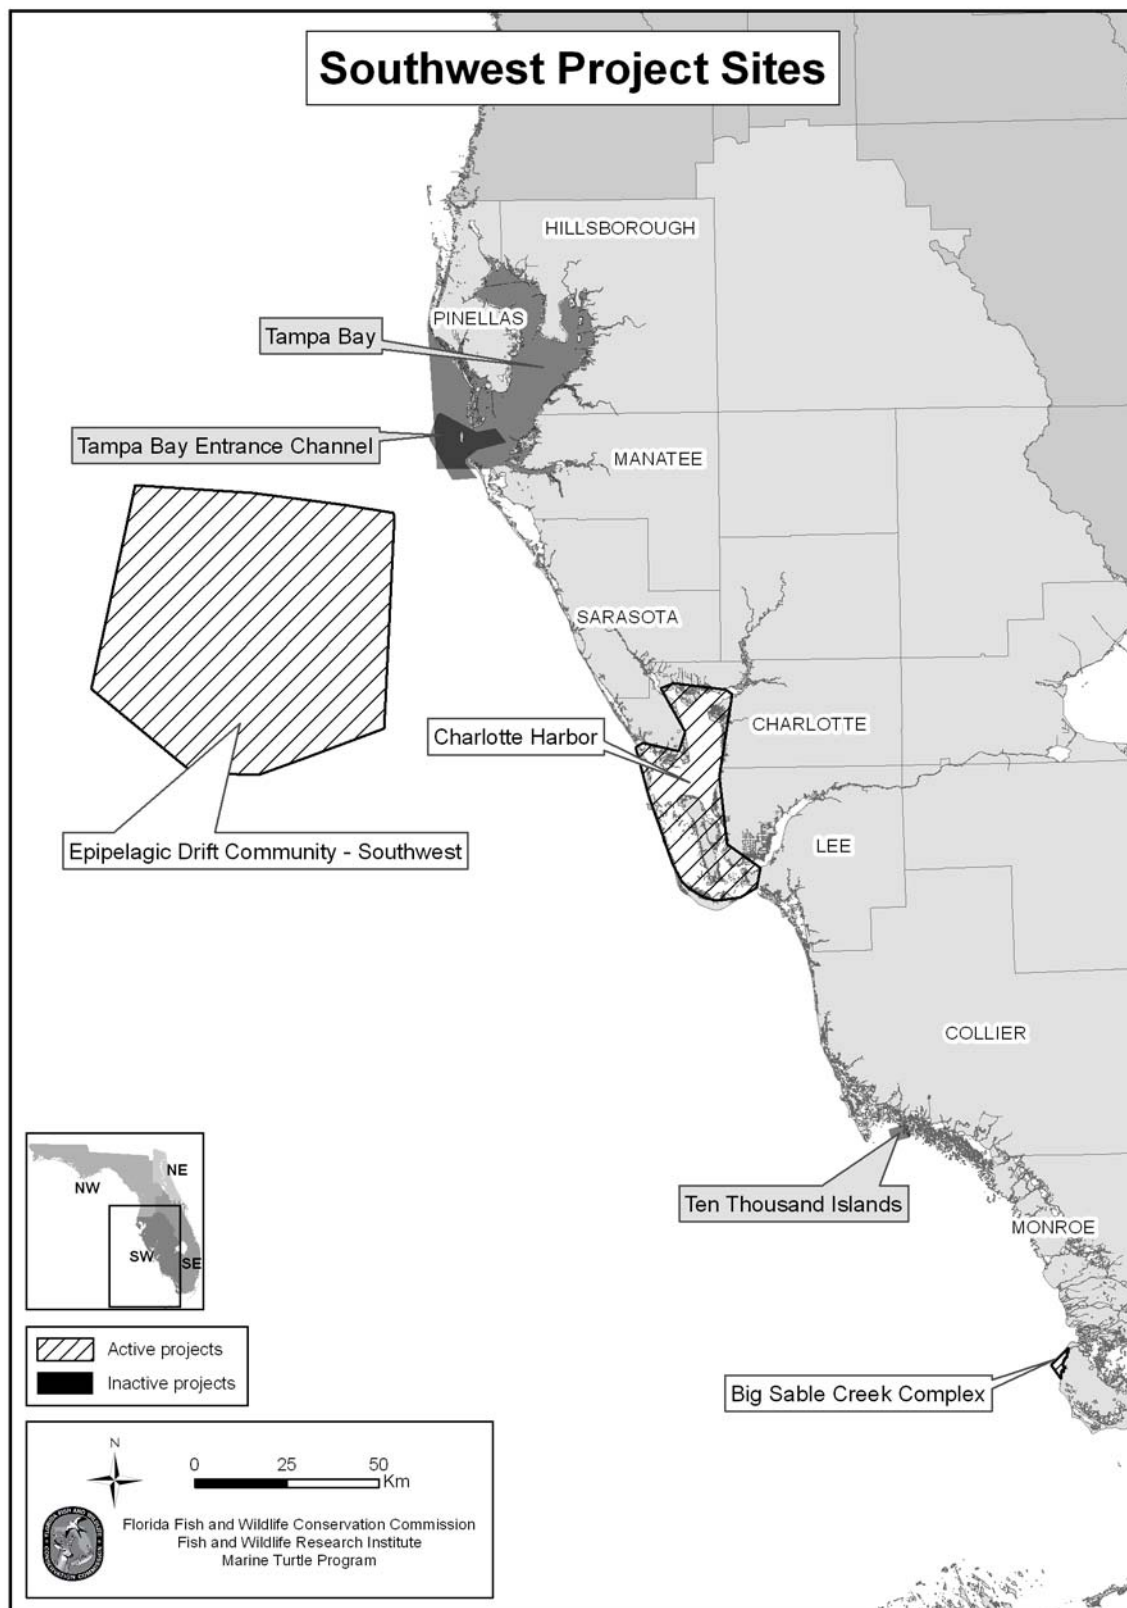 Southwest Project Sites
HILLSBOROUGH
PINELLAS
Tampa Bay
Tampa Bay Entrance Channel
MANATEE
SARASOTA
CHARLOTTE
Charlotte Harbor
LEE
Epipelagic Drift Community - Southwest
COLLIER
Ten Thousand Islands
MONROE
Big Sable Creek Complex
NE
NW
SW
SE
Active projects
Inactive projects
N
0 25 50
Km
Florida Fish and Wildlife Conservation Commission
Fish and Wildlife Research Institute
Marine Turtle Program